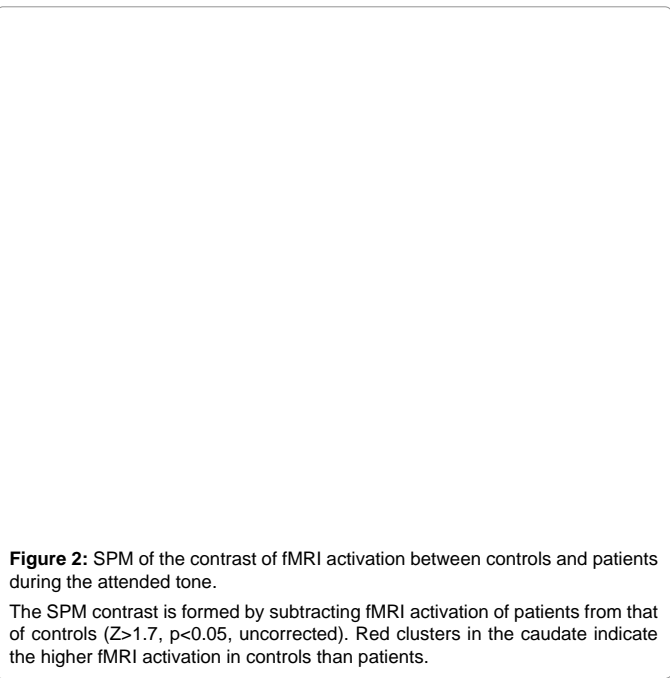 Figure 2: SPM of the contrast of fMRI activation between controls and patients
during the attended tone.
The SPM contrast is formed by subtracting fMRI activation of patients from that
of controls (Z>1.7, p<0.05, uncorrected). Red clusters in the caudate indicate
the higher fMRI activation in controls than patients.